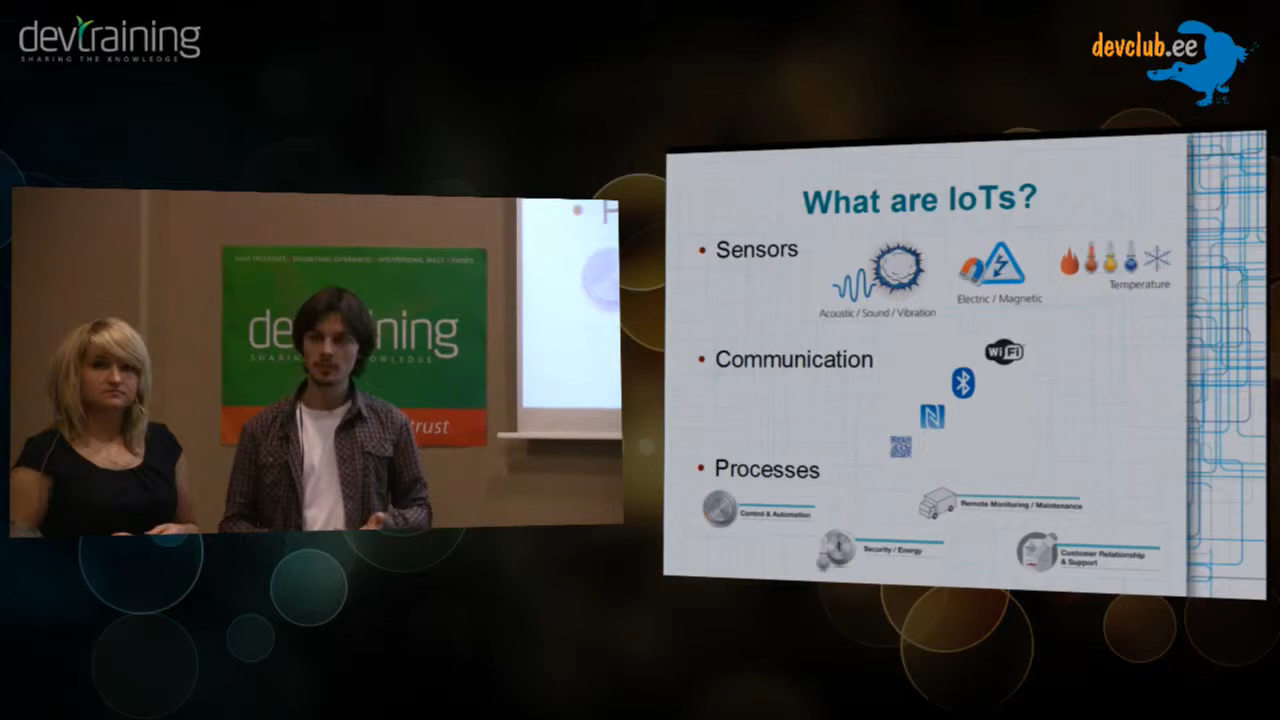 devtraining
SHARING THE KNOWLEDGE
devclub.ee
What are IoTs?
• Sensors
Acoustic / Sound / Vibration
Electric / Magnetic
Temperature
• Communication
WiFi
• Processes
Control & Automation
Remote Monitoring / Maintenance
Security / Energy
Customer Relationship
& Support
trust